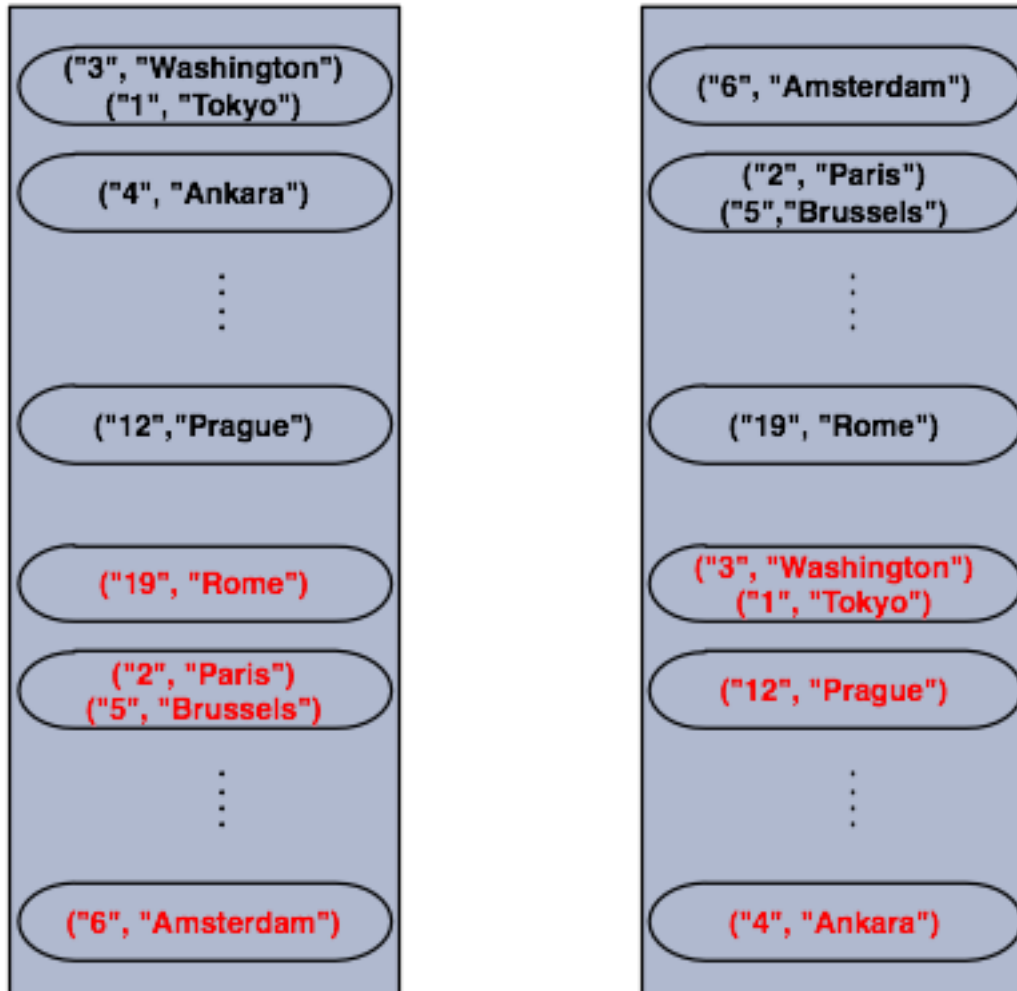 ("3", "Washington")
("1", "Tokyo")
("4", "Ankara")
("12","Prague")
("19", "Rome")
("2", "Paris")
("5", "Brussels")
("6", "Amsterdam")
("6", "Amsterdam")
("2", "Paris")
("5","Brussels")
("19", "Rome")
("3", "Washington")
("1", "Tokyo")
("12", "Prague")
("4", "Ankara")